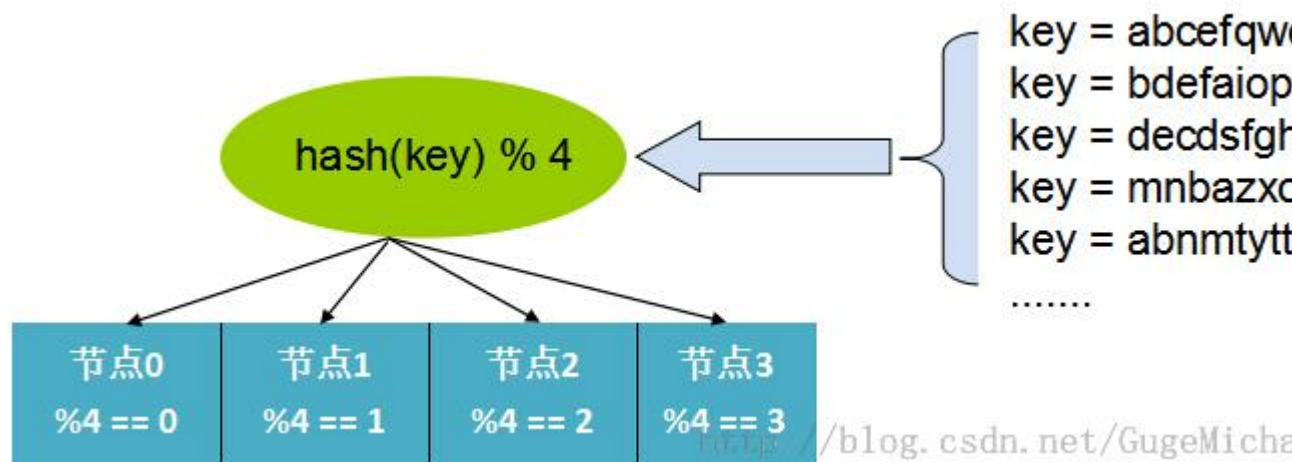 key = abcefqw
key = bdefaiop
key = decdsfgh
key = mnbazxc
key = abnmtytt
.......
hash(key) % 4
节点0 节点1 节点2 节点3
%4 == 0 %4 == 1 %4 == 2 %4 == 3
http://blog.csdn.net/GugeMicha